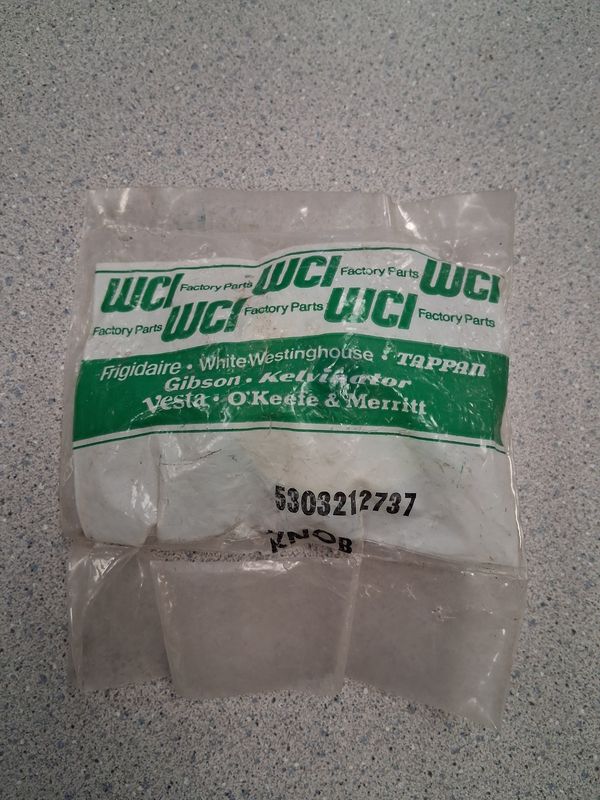 WCI Factory Parts WCI Factory Parts WCI
Factory Parts WCI Factory Parts WCI Factory Parts
Frigidaire • White-Westinghouse • TAPPAN
Gibson • Kelvinator
Vesta • O'Keefe & Merritt
5303212737
KNOB